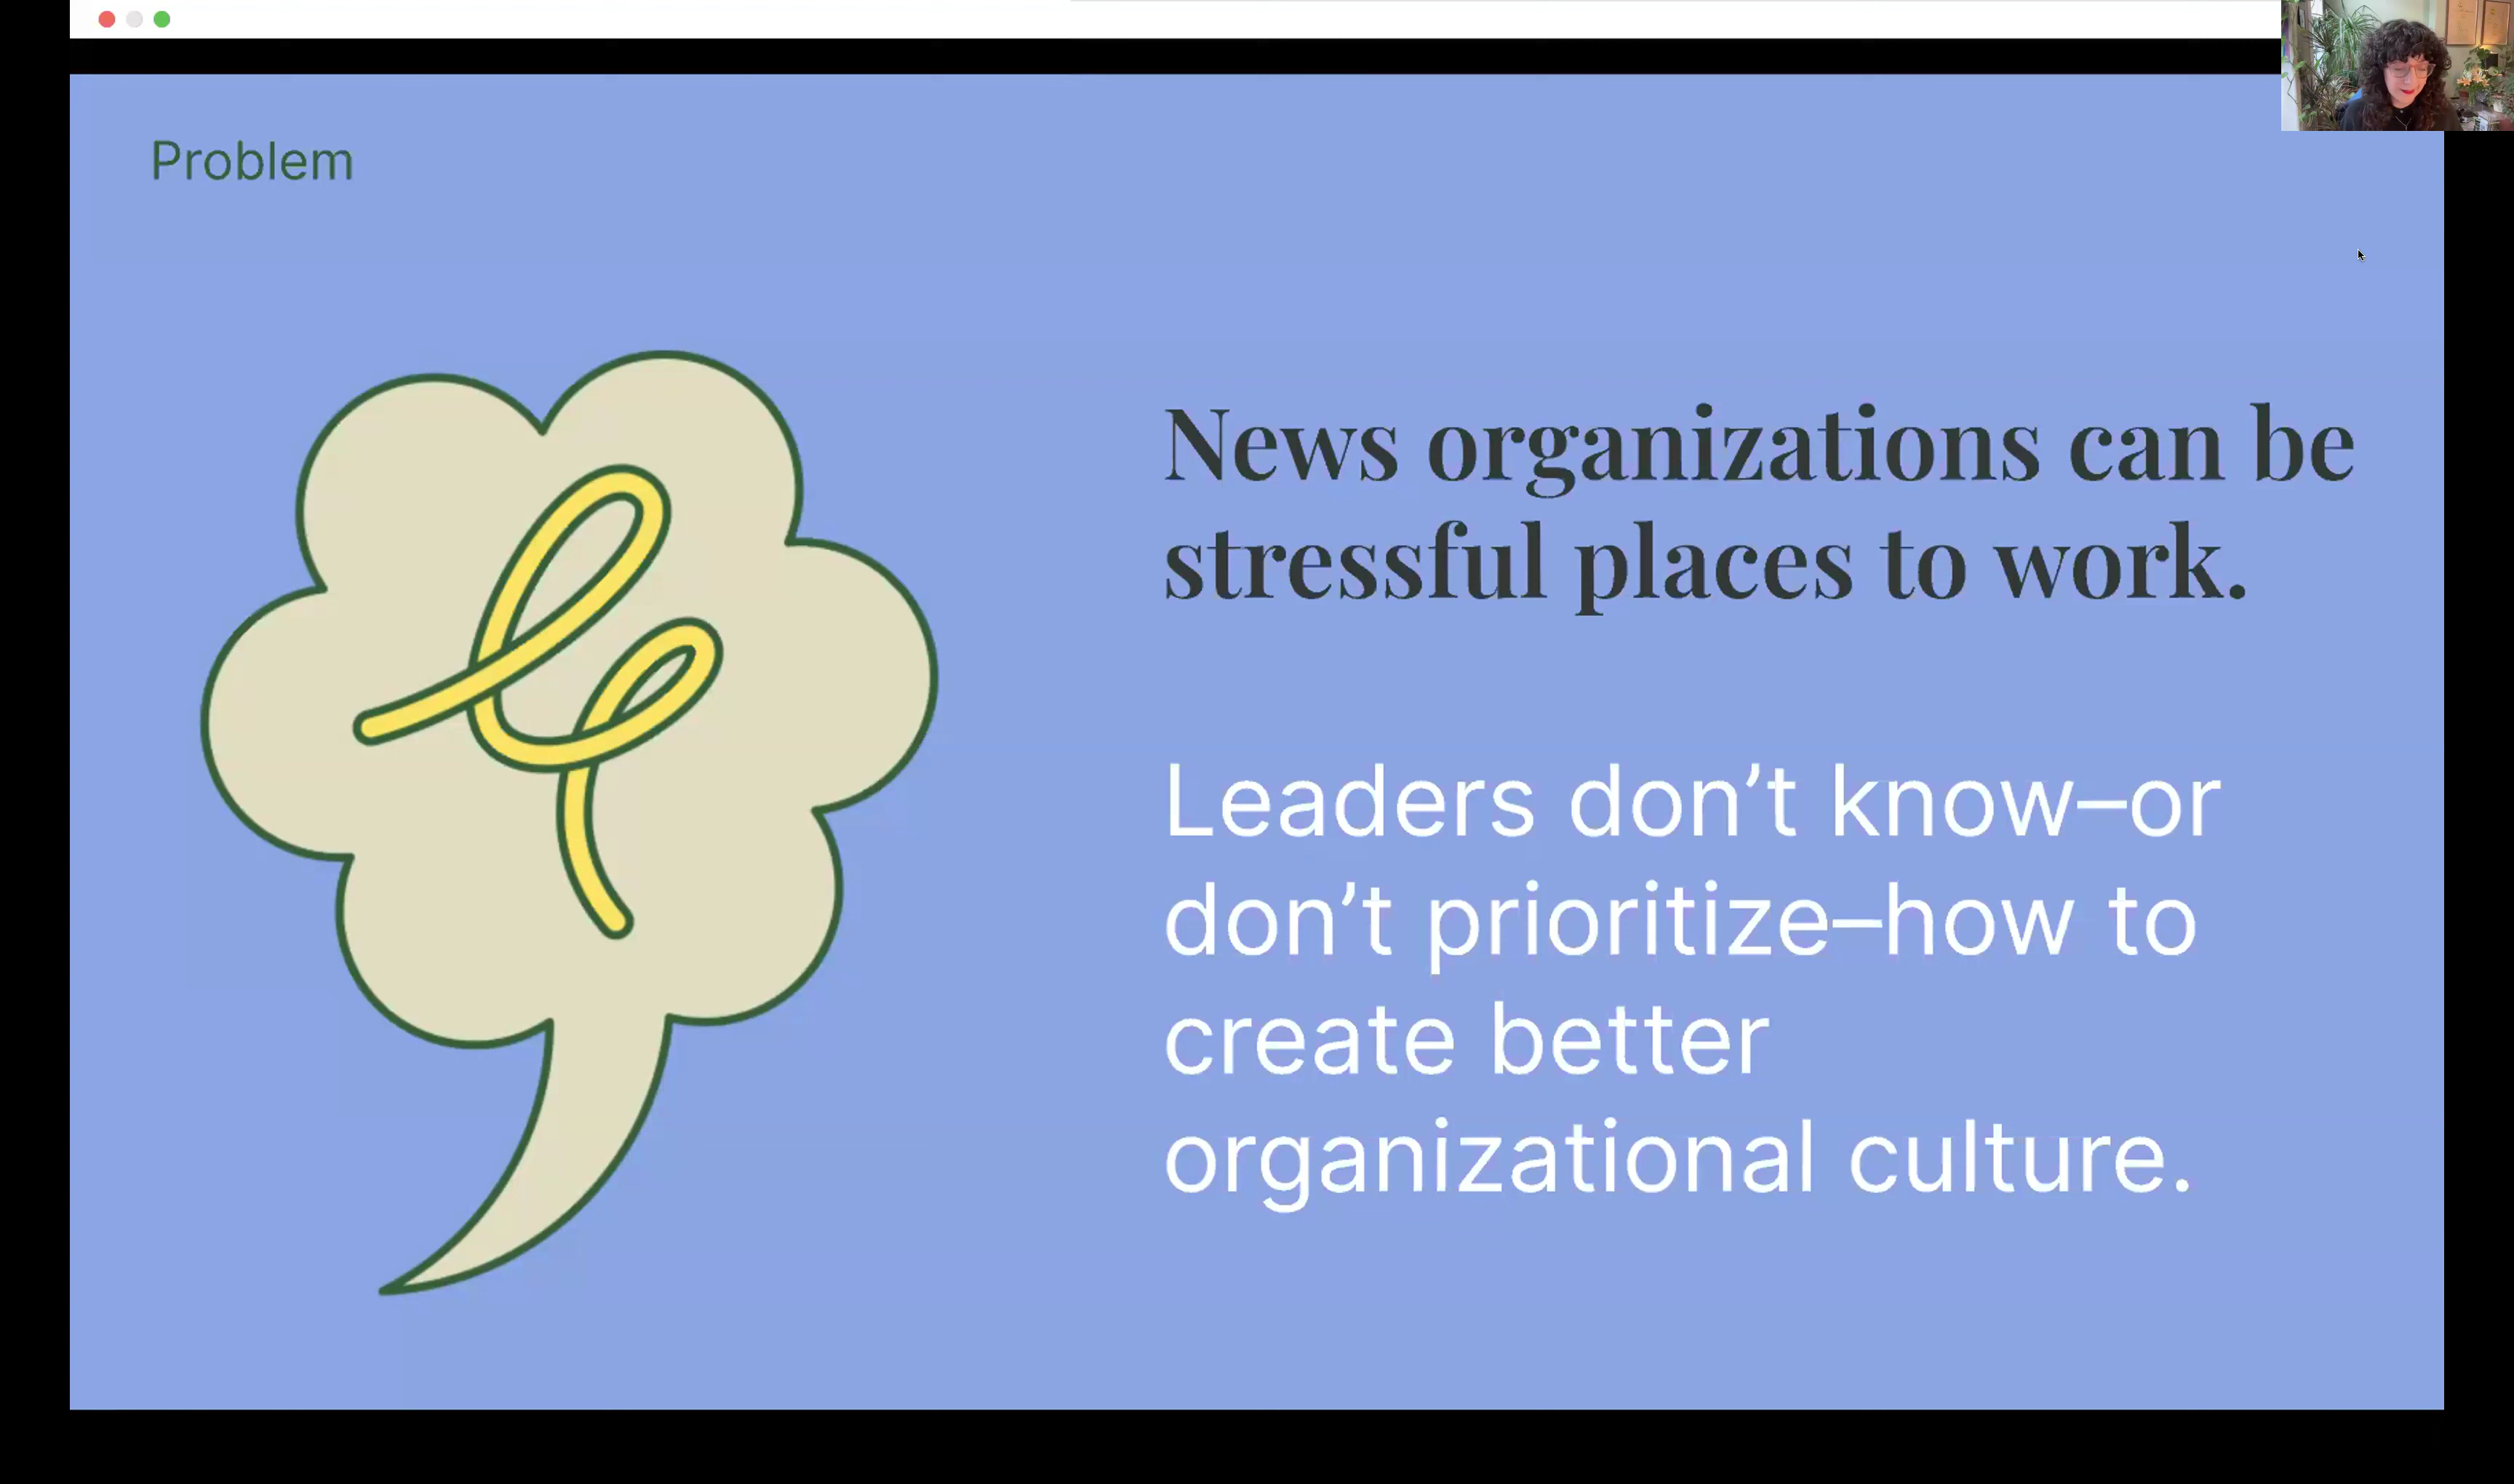 Problem
News organizations can be
stressful places to work.
Leaders don’t know–or
don’t prioritize–how to
create better
organizational culture.